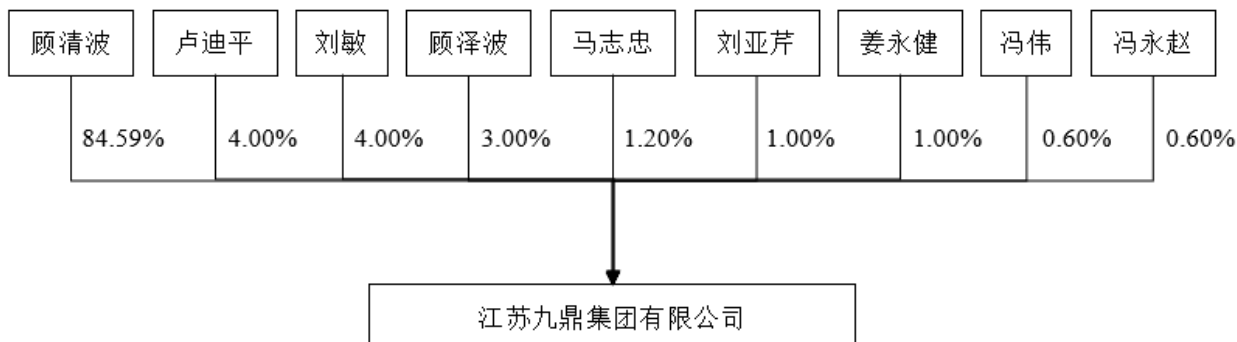 顾清波 卢迪平 刘敏 顾泽波 马志忠 刘亚芹 姜永健 冯伟 冯永赵
84.59% 4.00% 4.00% 3.00% 1.20% 1.00% 1.00% 0.60% 0.60%
江苏九鼎集团有限公司